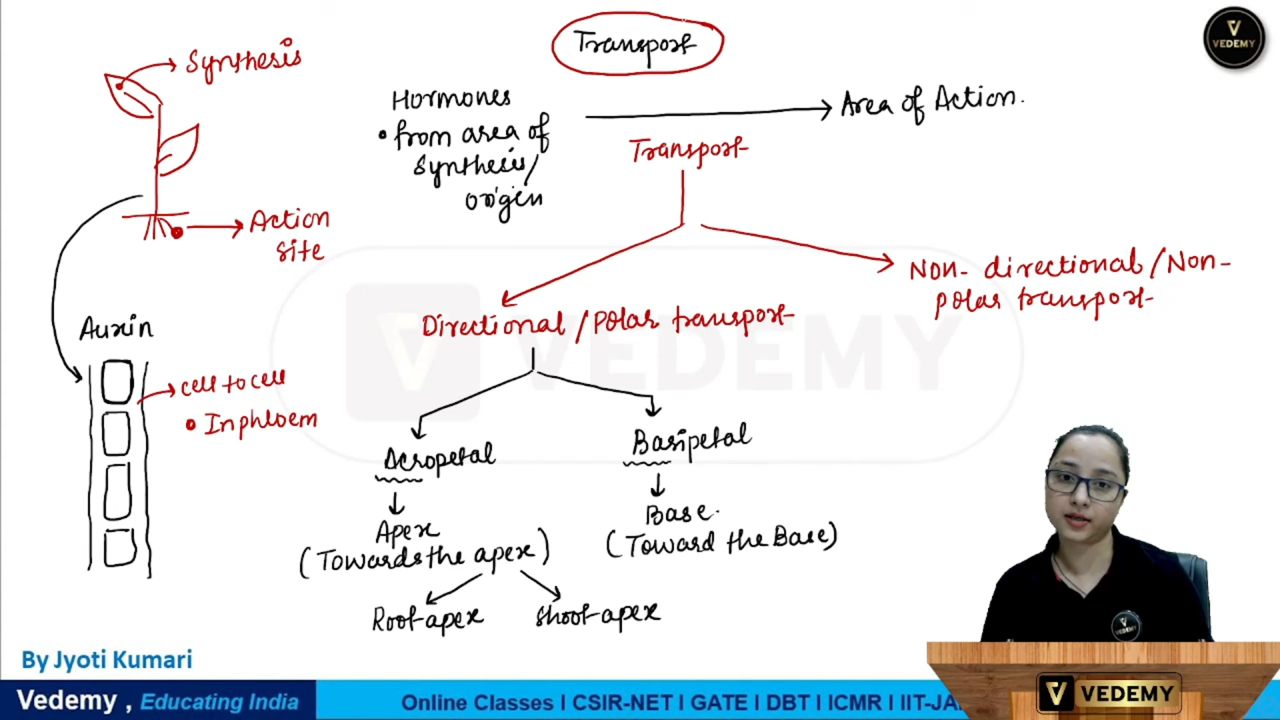 Transport
VEDEMY
Synthesis
Hormones
• from area of
synthesis/
origin
Area of Action.
Transport
Action
site
Directional / Polar transport
Non-directional / Non-
polar transport
Auxin
cell to cell
• In phloem
Acropetal
Basipetal
Apex
(Towards the apex)
Base.
(Toward the Base)
Root apex
Shoot apex
VEDEMY
VEDEMY
By Jyoti Kumari
Vedemy , Educating India
Online Classes I CSIR-NET I GATE I DBT I ICMR I IIT-JA
VEDEMY